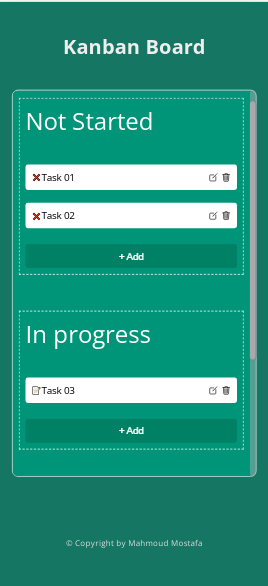 Kanban Board
Not Started
Task 01
Task 02
+ Add
In progress
Task 03
+ Add
© Copyright by Mahmoud Mostafa